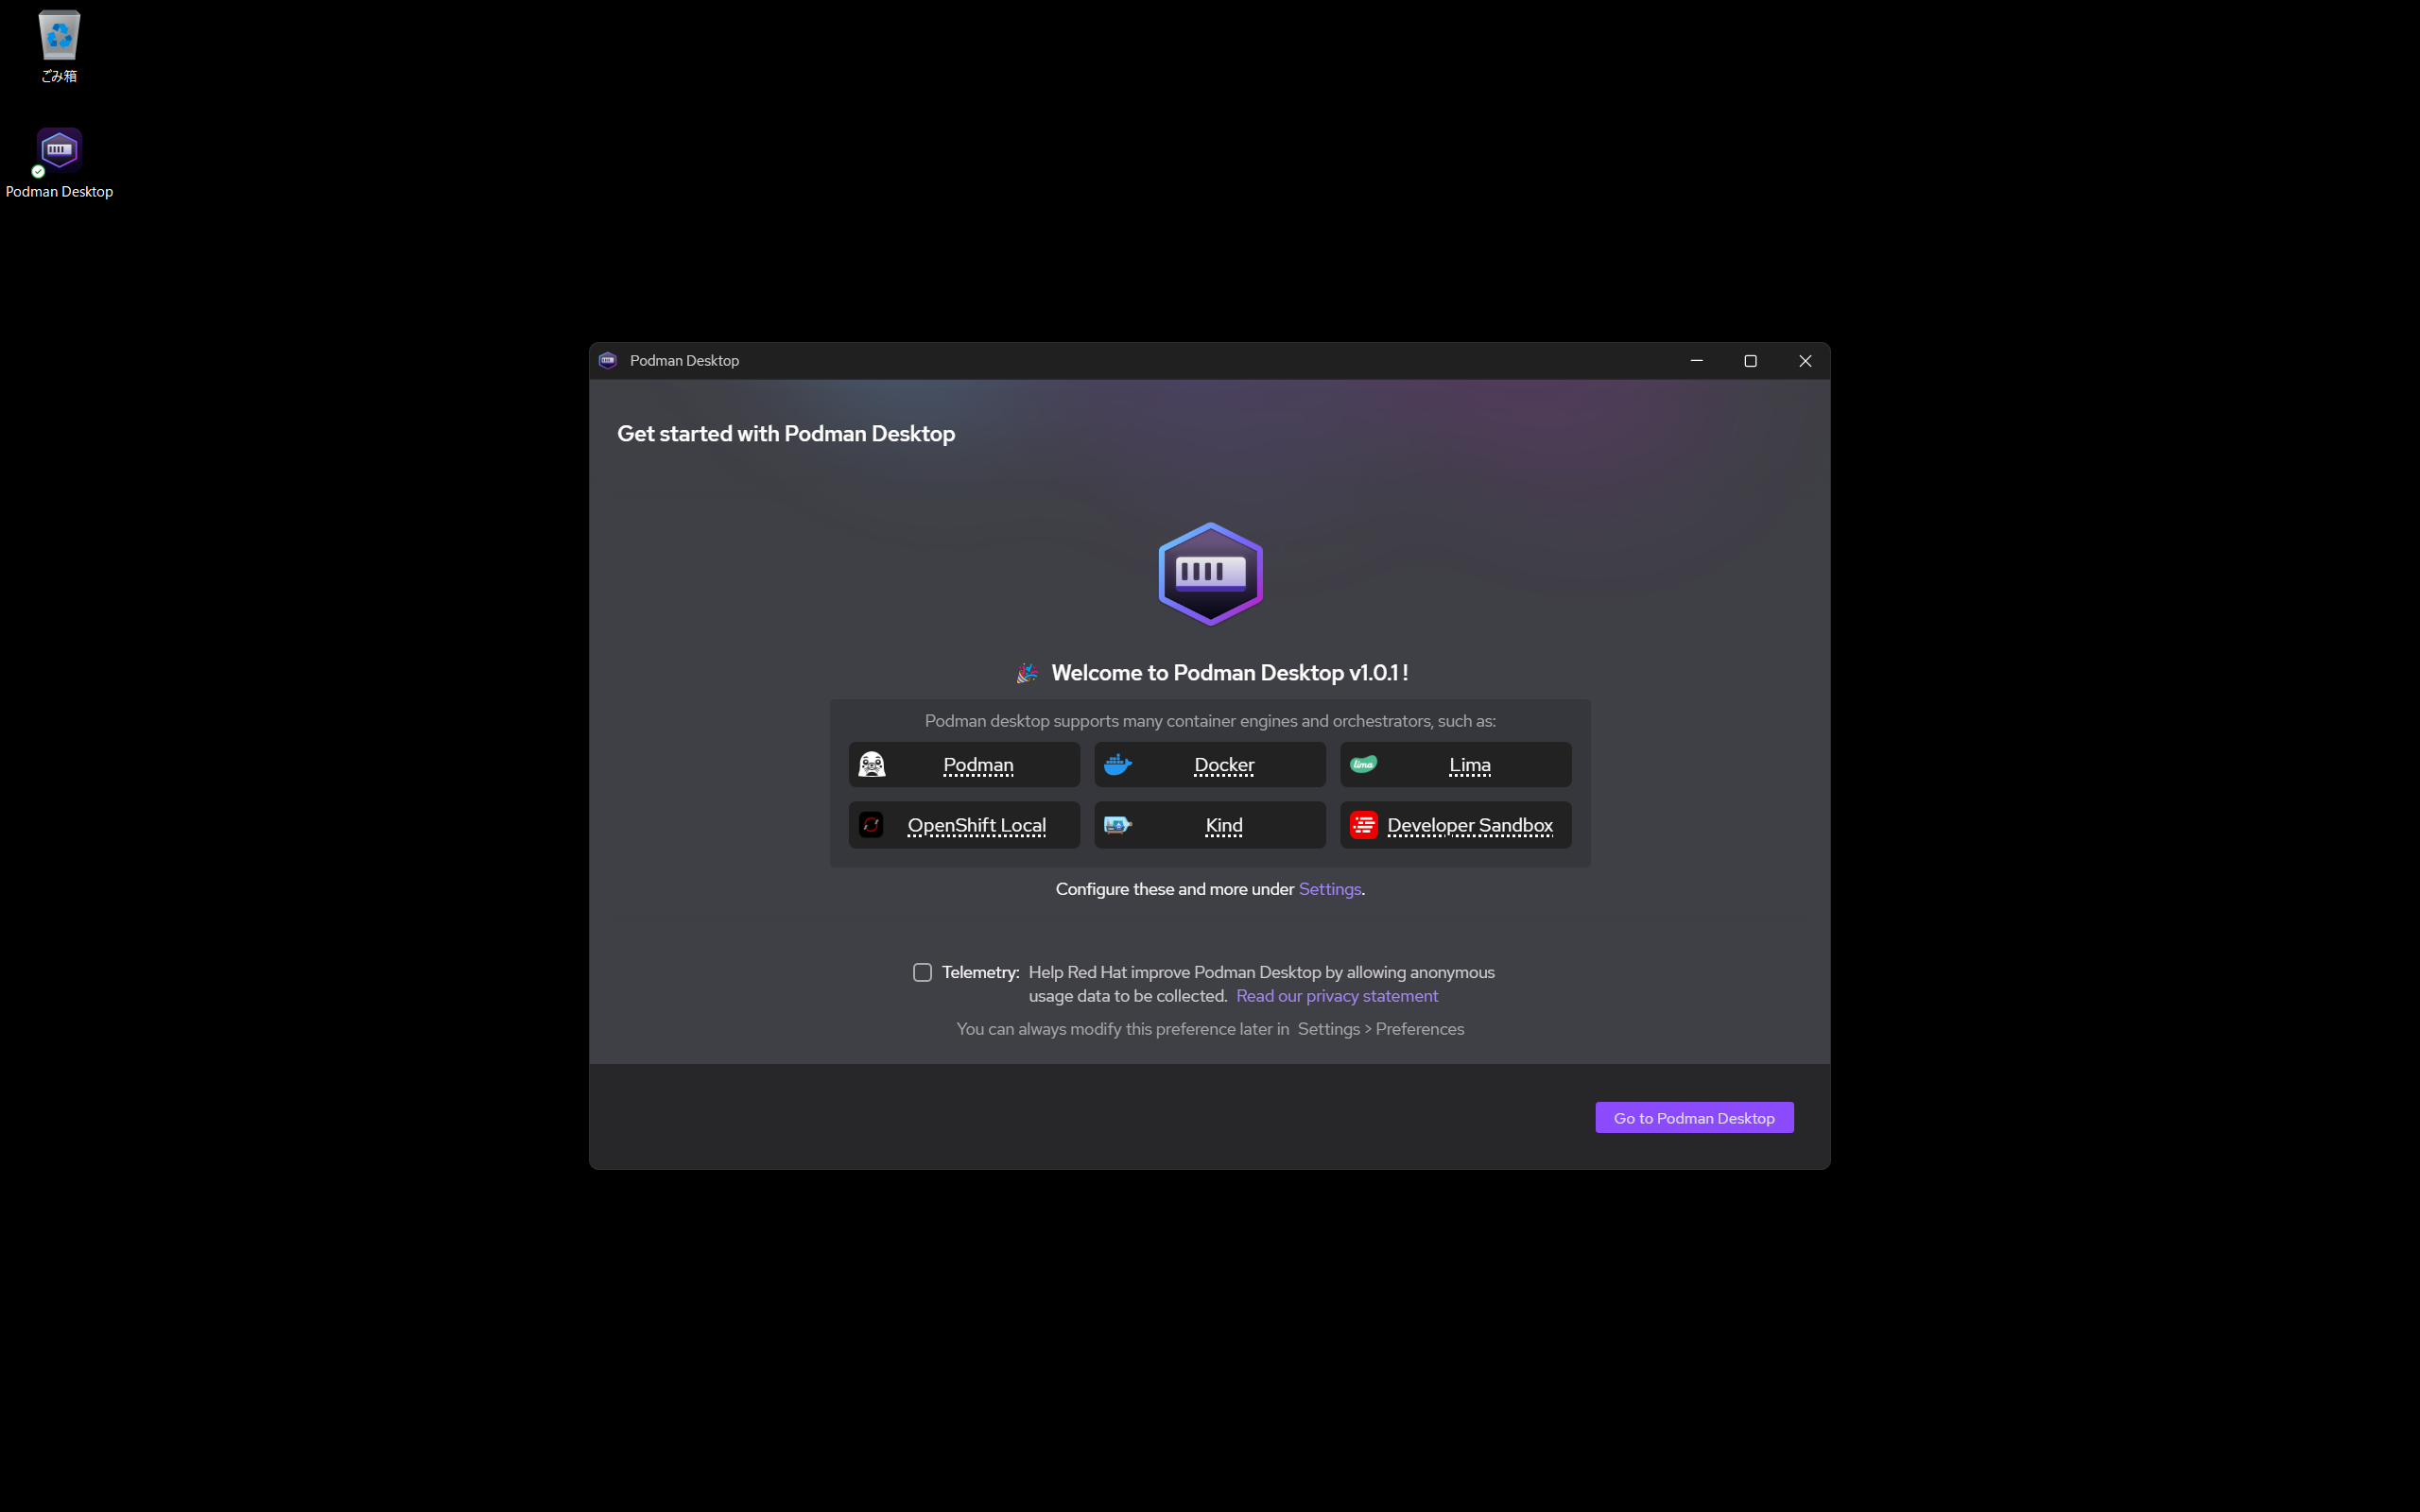 ごみ箱
Podman Desktop
Podman Desktop
Get started with Podman Desktop
Welcome to Podman Desktop v1.0.1 !
Podman desktop supports many container engines and orchestrators, such as:
Podman
Docker
lima
Lima
OpenShift Local
Kind
Developer Sandbox
Configure these and more under Settings.
Telemetry: Help Red Hat improve Podman Desktop by allowing anonymous
usage data to be collected. Read our privacy statement
You can always modify this preference later in Settings > Preferences
Go to Podman Desktop